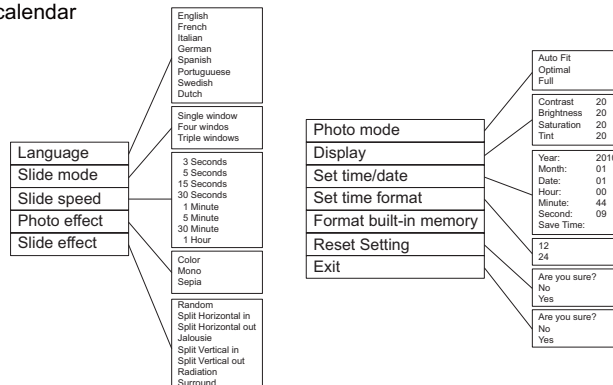 calendar
Language
Slide mode
Slide speed
Photo effect
Slide effect
English
French
Italian
German
Spanish
Portuguuese
Swedish
Dutch
Single window
Four windos
Triple windows
3 Seconds
5 Seconds
15 Seconds
30 Seconds
1 Minute
5 Minute
30 Minute
1 Hour
Color
Mono
Sepia
Random
Split Horizontal in
Split Horizontal out
Jalousie
Split Vertical in
Split Vertical out
Radiation
Surround
Photo mode
Display
Set time/date
Set time format
Format built-in memory
Reset Setting
Exit
Auto Fit
Optimal
Full
Contrast 20
Brightness 20
Saturation 20
Tint 20
Year: 2010
Month: 01
Date: 01
Hour: 00
Minute: 44
Second: 09
Save Time:
12
24
Are you sure?
No
Yes
Are you sure?
No
Yes